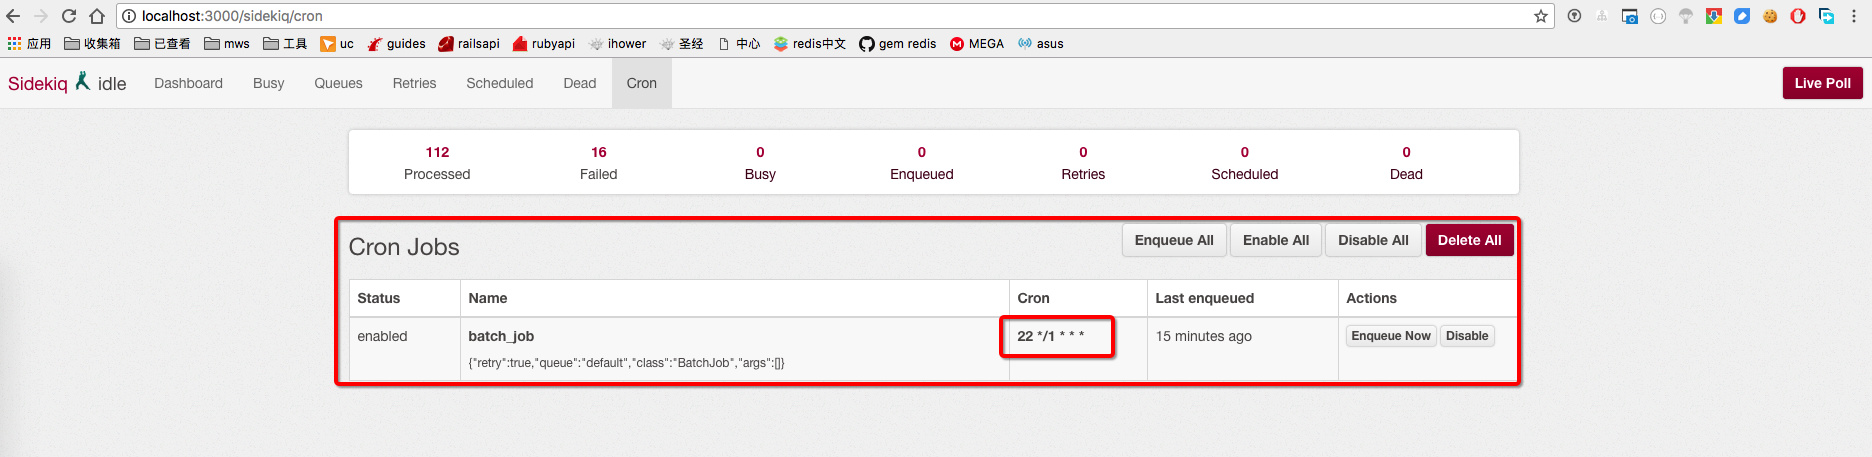 localhost:3000/sidekiq/cron
应用 收集箱 已查看 mws 工具 uc guides railsapi rubyapi ihower 圣经 中心 redis中文 gem redis MEGA asus
Sidekiq idle Dashboard Busy Queues Retries Scheduled Dead Cron Live Poll
112 16 0 0 0 0 0
Processed Failed Busy Enqueued Retries Scheduled Dead
Cron Jobs Enqueue All Enable All Disable All Delete All
Status Name Cron Last enqueued Actions
enabled batch_job 22 */1 * * * 15 minutes ago Enqueue Now Disable
{"retry":true,"queue":"default","class":"BatchJob","args":[]}